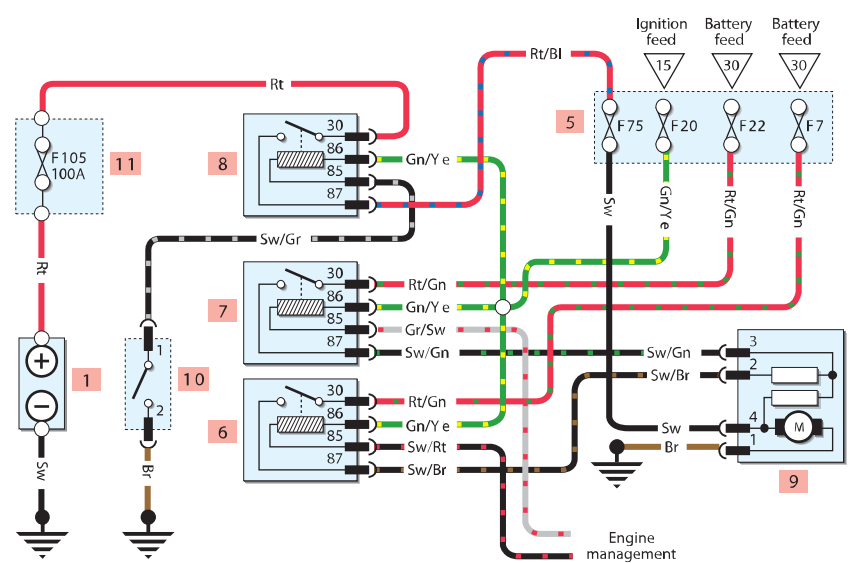 Ignition
feed
Battery
feed
Battery
feed
15
30
30
Rt/Bl
Rt
5
F75
F20
F22
F7
F105
100A
11
8
30
86
85
87
Gn/Ye
Sw/Gr
Rt
Sw
Gn/Ye
Rt/Gn
Rt/Gn
7
30
86
85
87
Rt/Gn
Gn/Ye
Gr/Sw
Sw/Gn
Sw/Gn
Sw/Br
3
2
4
1
M
Sw
Br
9
1
10
1
2
6
30
86
85
87
Rt/Gn
Gn/Ye
Sw/Rt
Sw/Br
Sw
Br
Engine
management